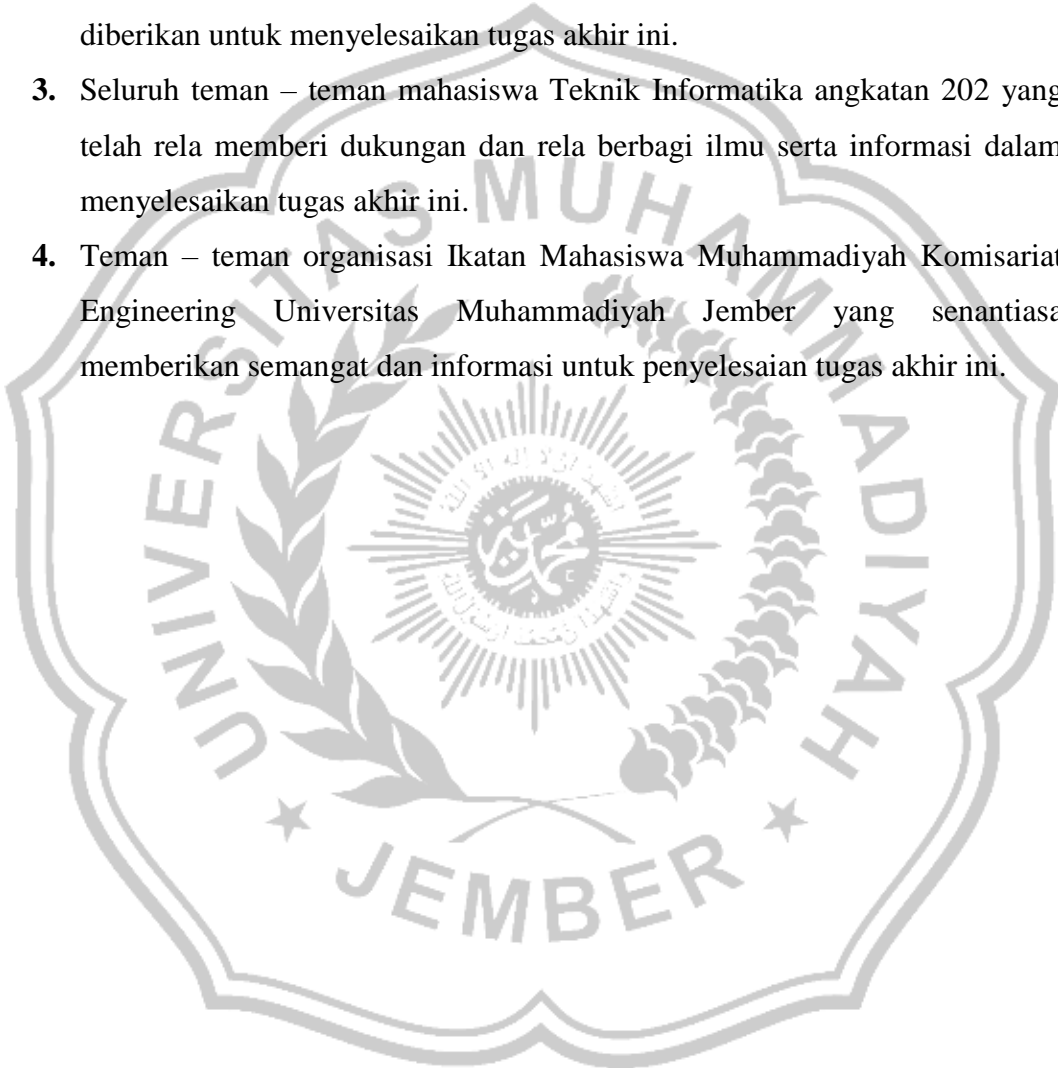 diberikan untuk menyelesaikan tugas akhir ini.
3. Seluruh teman – teman mahasiswa Teknik Informatika angkatan 202 yang
telah rela memberi dukungan dan rela berbagi ilmu serta informasi dalam
menyelesaikan tugas akhir ini.
4. Teman – teman organisasi Ikatan Mahasiswa Muhammadiyah Komisariat
Engineering Universitas Muhammadiyah Jember yang senantiasa
memberikan semangat dan informasi untuk penyelesaian tugas akhir ini.
UNIVERSITAS MUHAMMADIYAH
JEMBER